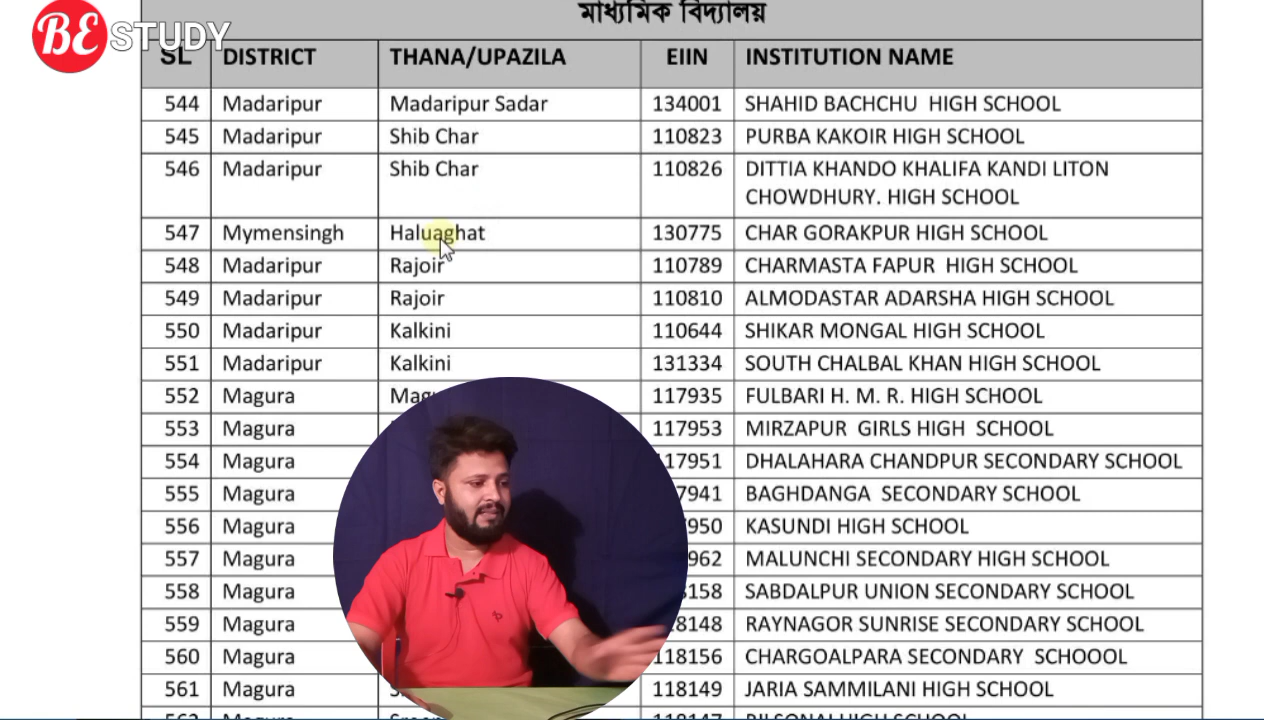 BE STUDY
মাধ্যমিক বিদ্যালয়
SL DISTRICT THANA/UPAZILA EIIN INSTITUTION NAME
544 Madaripur Madaripur Sadar 134001 SHAHID BACHCHU HIGH SCHOOL
545 Madaripur Shib Char 110823 PURBA KAKOIR HIGH SCHOOL
546 Madaripur Shib Char 110826 DITTIA KHANDO KHALIFA KANDI LITON
CHOWDHURY. HIGH SCHOOL
547 Mymensingh Haluaghat 130775 CHAR GORAKPUR HIGH SCHOOL
548 Madaripur Rajoir 110789 CHARMASTA FAPUR HIGH SCHOOL
549 Madaripur Rajoir 110810 ALMODASTAR ADARSHA HIGH SCHOOL
550 Madaripur Kalkini 110644 SHIKAR MONGAL HIGH SCHOOL
551 Madaripur Kalkini 131334 SOUTH CHALBAL KHAN HIGH SCHOOL
552 Magura 117935 FULBARI H. M. R. HIGH SCHOOL
553 Magura 117953 MIRZAPUR GIRLS HIGH SCHOOL
554 Magura DHALAHARA CHANDPUR SECONDARY SCHOOL
555 Magura BAGHDANGA SECONDARY SCHOOL
556 Magura KASUNDI HIGH SCHOOL
557 Magura MALUNCHI SECONDARY HIGH SCHOOL
558 Magura SABDALPUR UNION SECONDARY SCHOOL
559 Magura RAYNAGOR SUNRISE SECONDARY SCHOOL
560 Magura 118156 CHARGOALPARA SECONDARY SCHOOOL
561 Magura 118149 JARIA SAMMILANI HIGH SCHOOL